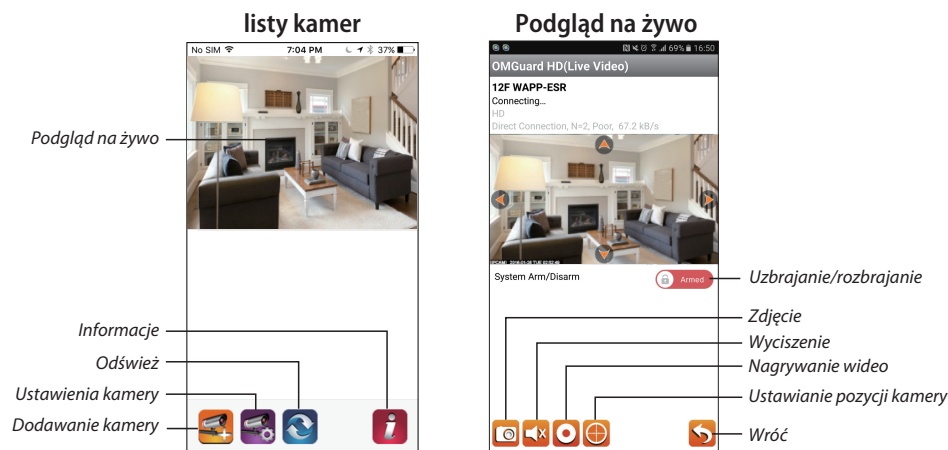 listy kamer
No SIM 7:04 PM 37%
Podgląd na żywo
Informacje
Odśwież
Ustawienia kamery
Dodawanie kamery
Podgląd na żywo
69% 16:50
OMGuard HD(Live Video)
12F WAPP-ESR
Connecting...
HD
Direct Connection, N=2, Poor, 67.2 kB/s
System Arm/Disarm
Armed
Uzbrajanie/rozbrajanie
Zdjęcie
Wyciszenie
Nagrywanie wideo
Ustawianie pozycji kamery
Wróć